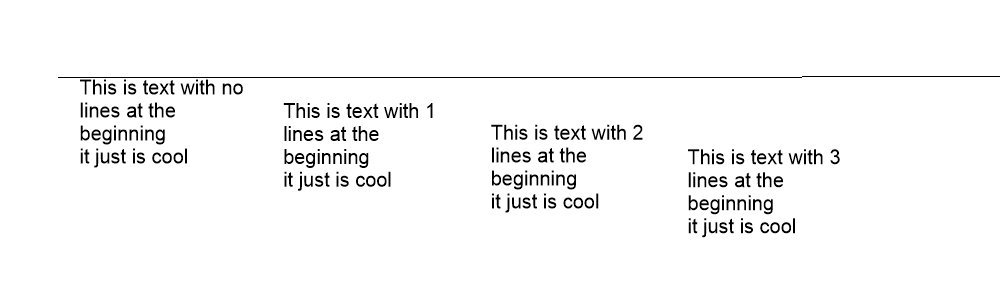 This is text with no
lines at the
beginning
it just is cool
This is text with 1
lines at the
beginning
it just is cool
This is text with 2
lines at the
beginning
it just is cool
This is text with 3
lines at the
beginning
it just is cool